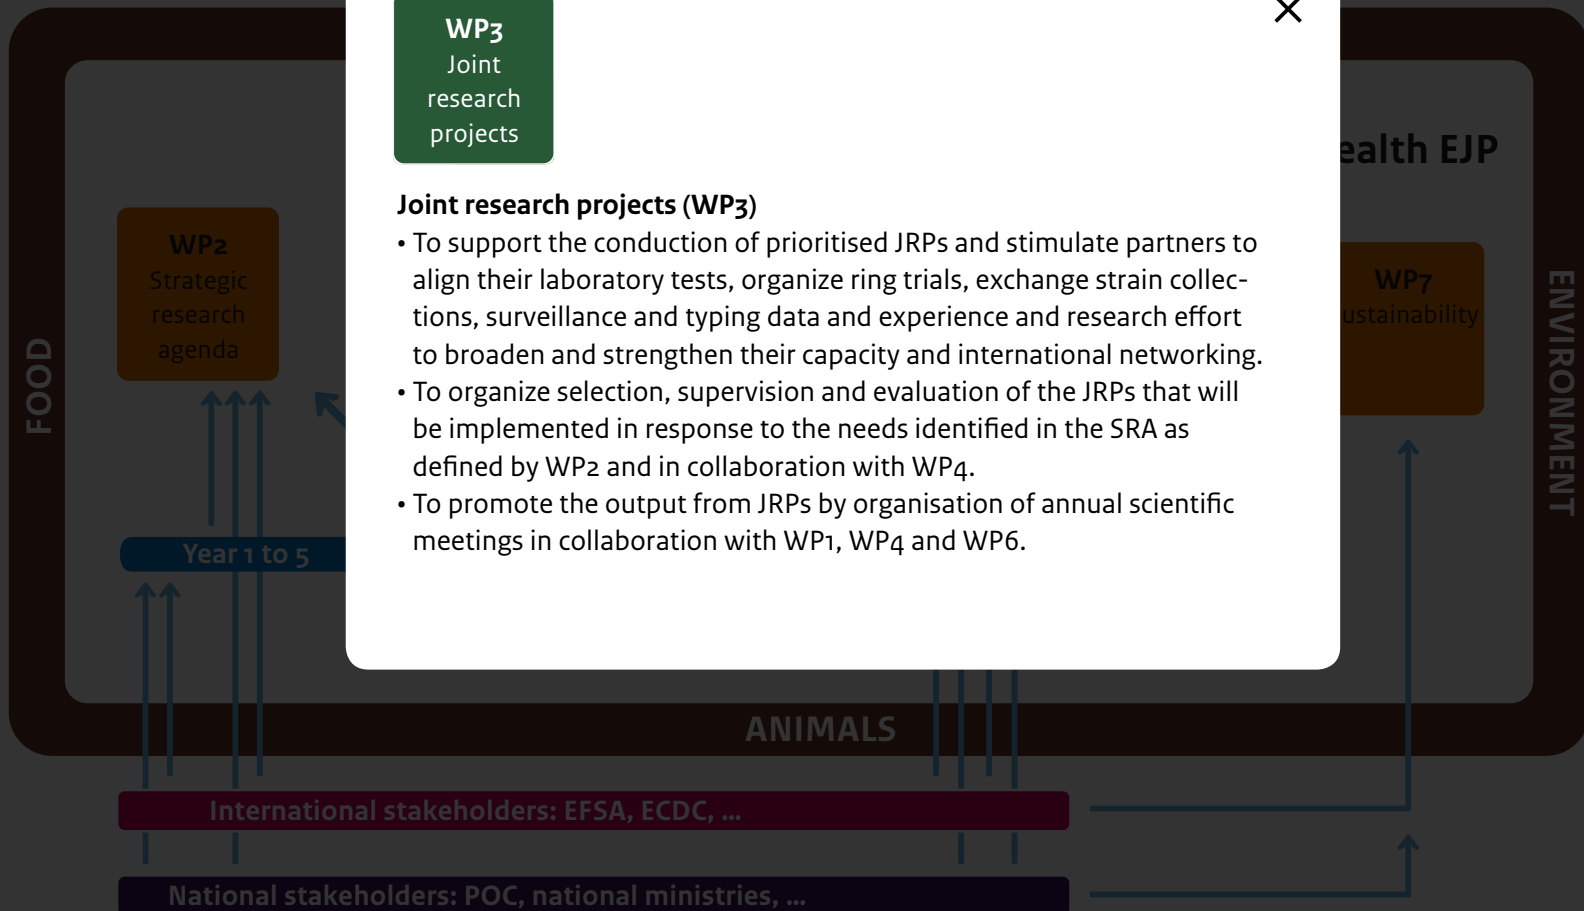 WP3
Joint
research
projects
ealth EJP
Joint research projects (WP3)
• To support the conduction of prioritised JRPs and stimulate partners to
align their laboratory tests, organize ring trials, exchange strain collec-
tions, surveillance and typing data and experience and research effort
to broaden and strengthen their capacity and international networking.
• To organize selection, supervision and evaluation of the JRPs that will
be implemented in response to the needs identified in the SRA as
defined by WP2 and in collaboration with WP4.
• To promote the output from JRPs by organisation of annual scientific
meetings in collaboration with WP1, WP4 and WP6.
WP2
Strategic
research
agenda
WP7
ustainability
FOOD
ENVIRONMENT
Year 1 to 5
ANIMALS
International stakeholders: EFSA, ECDC, ...
National stakeholders: POC, national ministries, ...